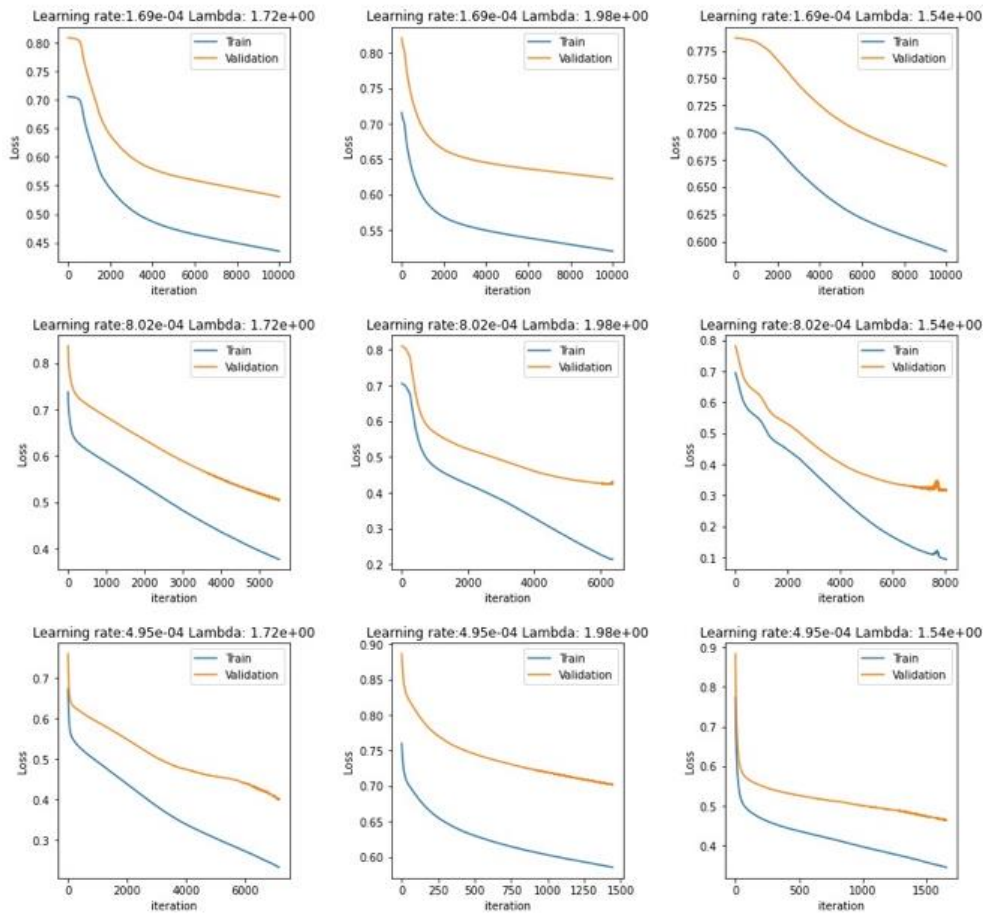 Learning rate:1.69e-04 Lambda: 1.72e+00
Train
Validation
0.80
0.75
0.70
0.65
0.60
0.55
0.50
0.45
Loss
0 2000 4000 6000 8000 10000
iteration
Learning rate:1.69e-04 Lambda: 1.98e+00
Train
Validation
0.80
0.75
0.70
0.65
0.60
0.55
Loss
0 2000 4000 6000 8000 10000
iteration
Learning rate:1.69e-04 Lambda: 1.54e+00
Train
Validation
0.775
0.750
0.725
0.700
0.675
0.650
0.625
0.600
Loss
0 2000 4000 6000 8000 10000
iteration
Learning rate:8.02e-04 Lambda: 1.72e+00
Train
Validation
0.8
0.7
0.6
0.5
0.4
Loss
0 1000 2000 3000 4000 5000
iteration
Learning rate:8.02e-04 Lambda: 1.98e+00
Train
Validation
0.8
0.7
0.6
0.5
0.4
0.3
0.2
Loss
0 2000 4000 6000
iteration
Learning rate:8.02e-04 Lambda: 1.54e+00
Train
Validation
0.8
0.7
0.6
0.5
0.4
0.3
0.2
0.1
Loss
0 2000 4000 6000 8000
iteration
Learning rate:4.95e-04 Lambda: 1.72e+00
Train
Validation
0.7
0.6
0.5
0.4
0.3
Loss
0 2000 4000 6000
iteration
Learning rate:4.95e-04 Lambda: 1.98e+00
Train
Validation
0.90
0.85
0.80
0.75
0.70
0.65
0.60
Loss
0 250 500 750 1000 1250 1500
iteration
Learning rate:4.95e-04 Lambda: 1.54e+00
Train
Validation
0.9
0.8
0.7
0.6
0.5
0.4
Loss
0 500 1000 1500
iteration